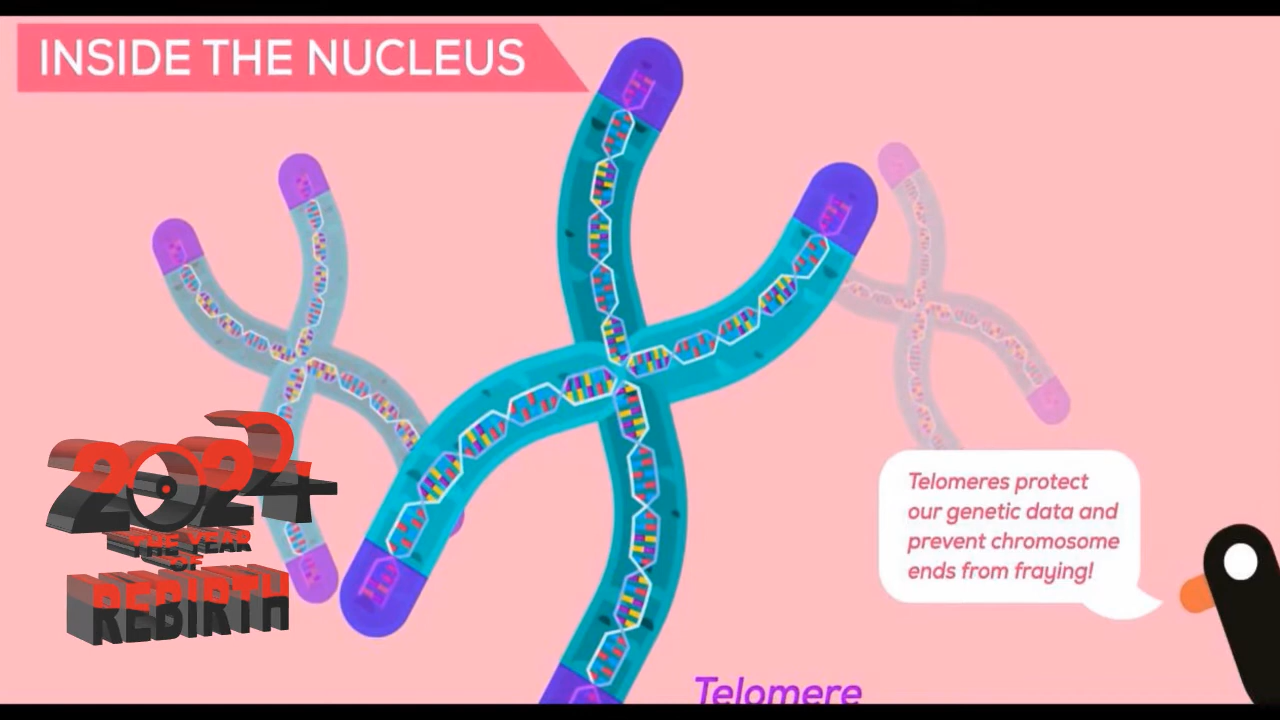 INSIDE THE NUCLEUS
2024
THE YEAR
OF
REBIRTH
Telomeres protect
our genetic data and
prevent chromosome
ends from fraying!
Telomere